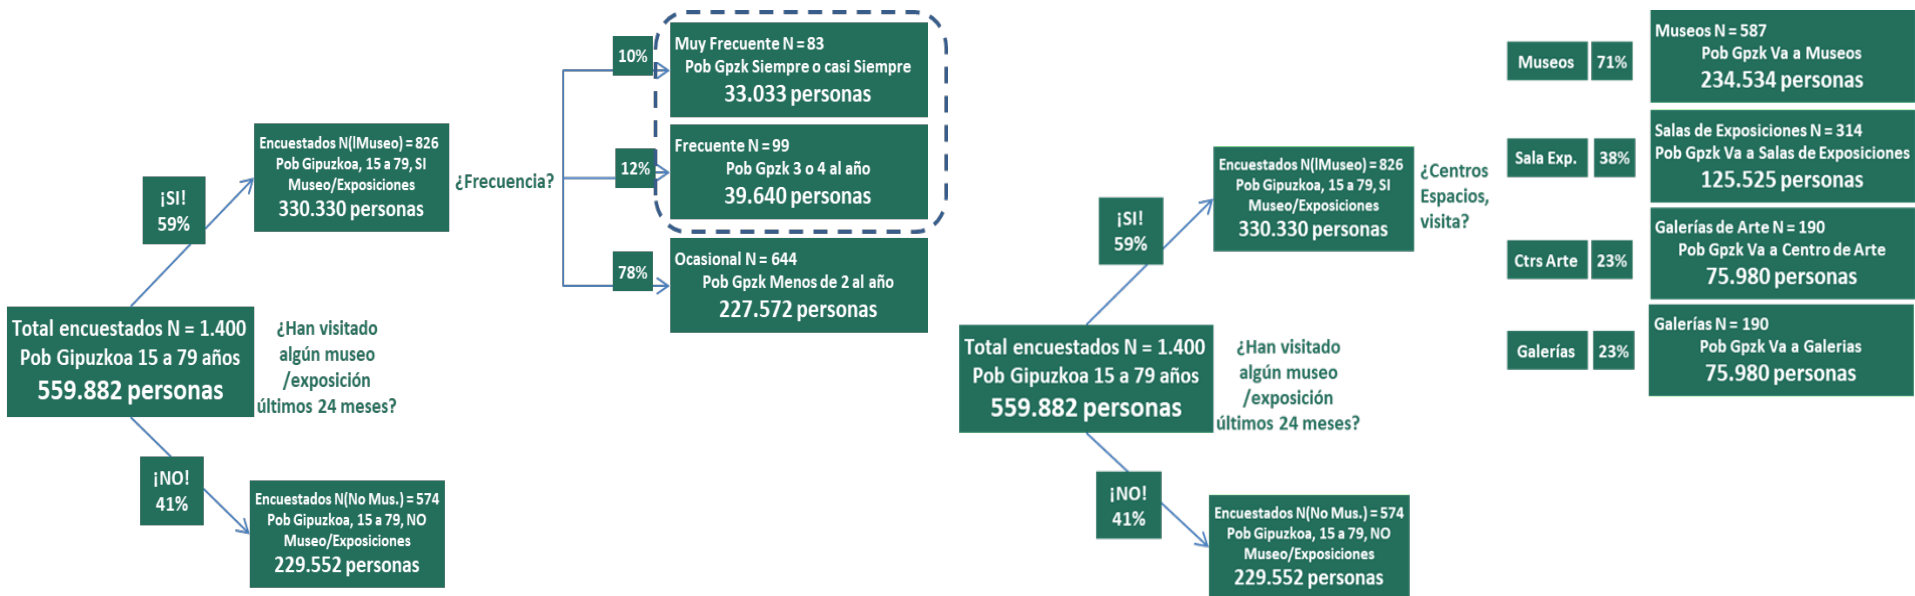 10%
Muy Frecuente N = 83
Pob Gpzk Siempre o casi Siempre
33.033 personas
Encuestados N(IMuseo) = 826
Pob Gipuzkoa, 15 a 79, SI
Museo/Exposiciones
330.330 personas
¿Frecuencia?
12%
Frecuente N = 99
Pob Gpzk 3 o 4 al año
39.640 personas
¡SI!
59%
78%
Ocasional N = 644
Pob Gpzk Menos de 2 al año
227.572 personas
Total encuestados N = 1.400
Pob Gipuzkoa 15 a 79 años
559.882 personas
¿Han visitado
algún museo
/exposición
últimos 24 meses?
¡NO!
41%
Encuestados N(No Mus.) = 574
Pob Gipuzkoa, 15 a 79, NO
Museo/Exposiciones
229.552 personas
Museos 71%
Museos N = 587
Pob Gpzk Va a Museos
234.534 personas
Sala Exp. 38%
Salas de Exposiciones N = 314
Pob Gpzk Va a Salas de Exposiciones
125.525 personas
Encuestados N(IMuseo) = 826
Pob Gipuzkoa, 15 a 79, SI
Museo/Exposiciones
330.330 personas
¿Centros
Espacios,
visita?
¡SI!
59%
Ctrs Arte 23%
Galerías de Arte N = 190
Pob Gpzk Va a Centro de Arte
75.980 personas
Galerías 23%
Galerías N = 190
Pob Gpzk Va a Galerias
75.980 personas
Total encuestados N = 1.400
Pob Gipuzkoa 15 a 79 años
559.882 personas
¿Han visitado
algún museo
/exposición
últimos 24 meses?
¡NO!
41%
Encuestados N(No Mus.) = 574
Pob Gipuzkoa, 15 a 79, NO
Museo/Exposiciones
229.552 personas